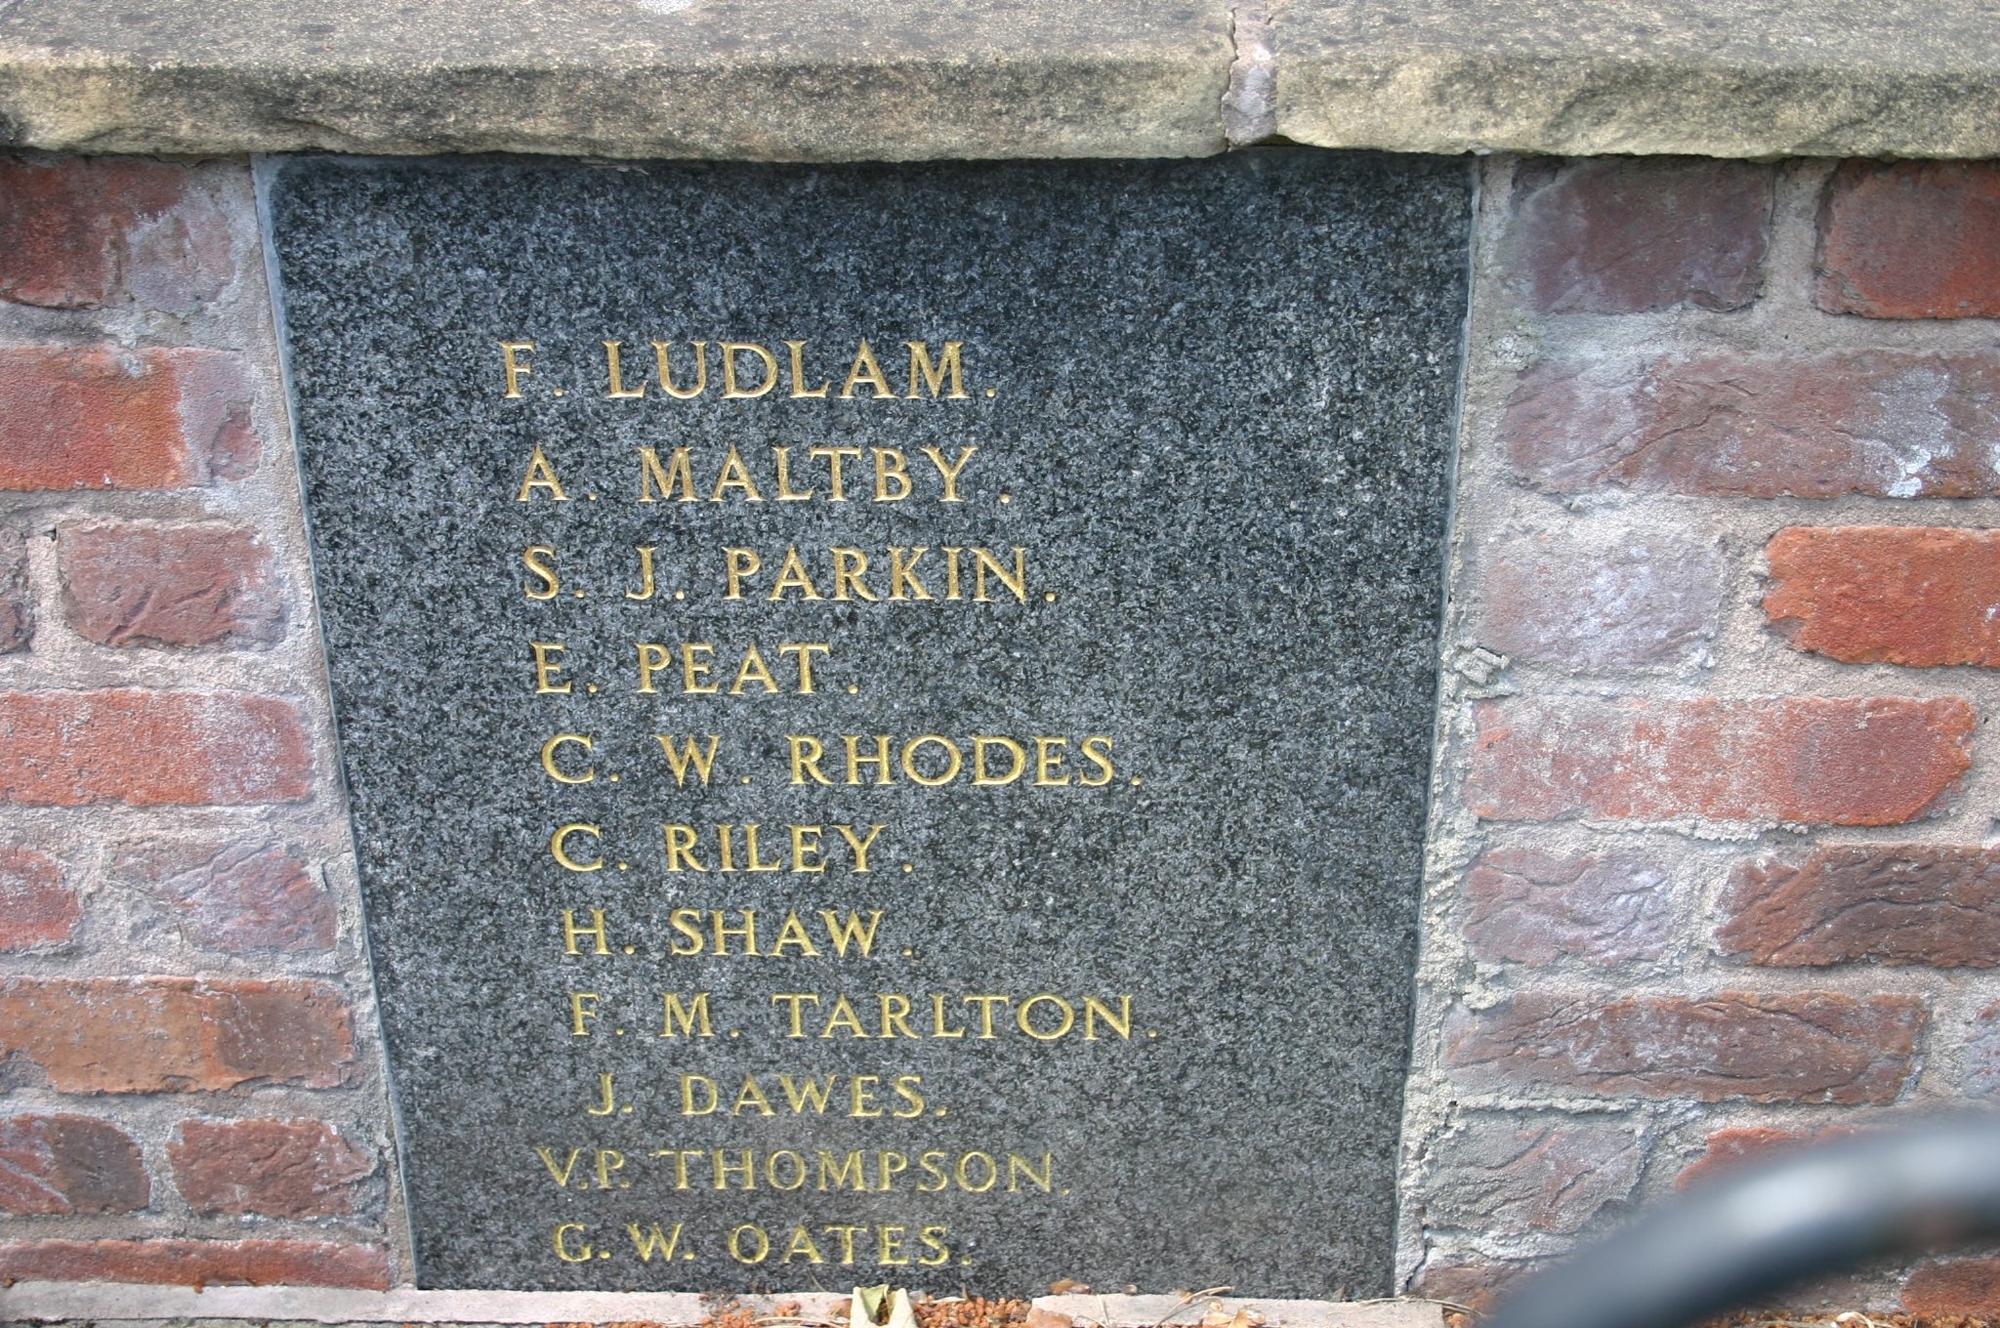 F. LUDLAM.
A. MALTBY.
S. J. PARKIN.
E. PEAT.
C. W. RHODES.
C. RILEY.
H. SHAW.
F. M. TARLTON.
J. DAWES.
V.P. THOMPSON.
G. W. OATES.